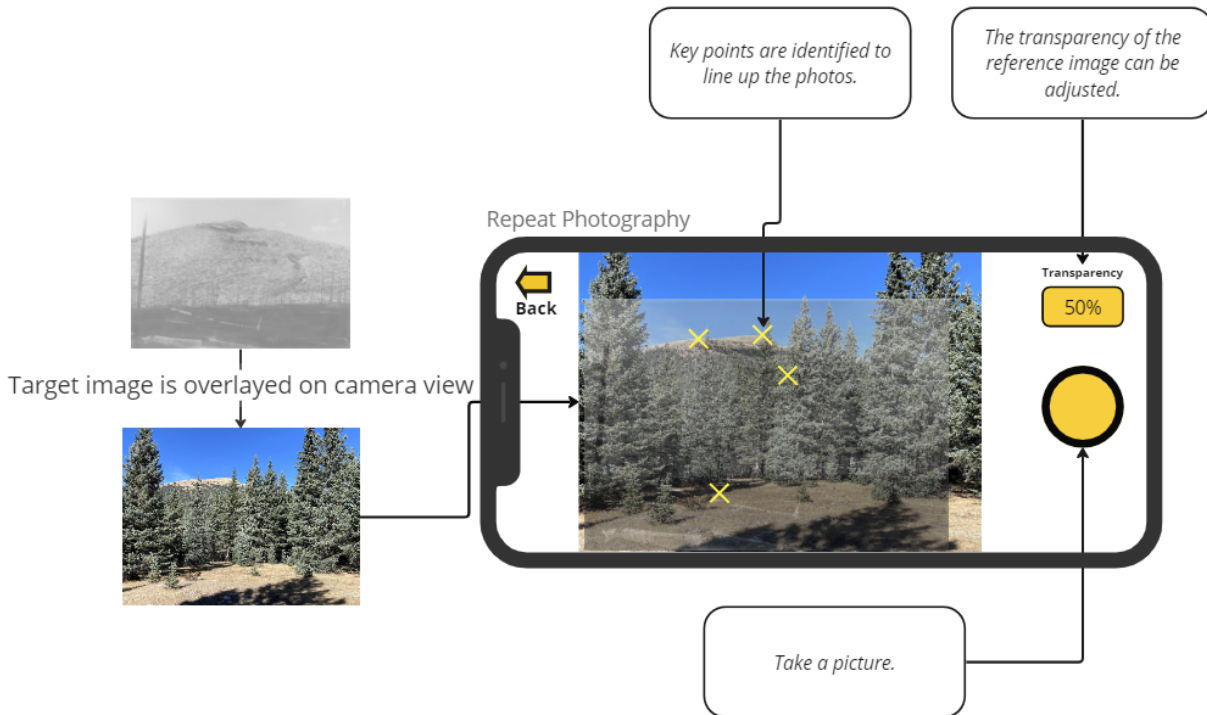 Key points are identified to
line up the photos.
The transparency of the
reference image can be
adjusted.
Repeat Photography
Back
Transparency
50%
Target image is overlayed on camera view
Take a picture.